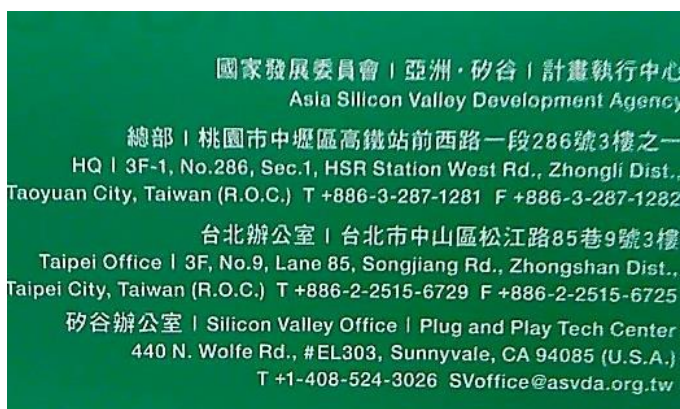 國家發展委員會 | 亞洲·矽谷 | 計畫執行中心
Asia Silicon Valley Development Agency
總部 | 桃園市中壢區高鐵站前西路一段286號3樓之一
HQ | 3F-1, No.286, Sec.1, HSR Station West Rd., Zhongli Dist.,
Taoyuan City, Taiwan (R.O.C.) T +886-3-287-1281 F +886-3-287-1282
台北辦公室 | 台北市中山區松江路85巷9號3樓
Taipei Office | 3F, No.9, Lane 85, Songjiang Rd., Zhongshan Dist.,
Taipei City, Taiwan (R.O.C.) T +886-2-2515-6729 F +886-2-2515-6725
矽谷辦公室 | Silicon Valley Office | Plug and Play Tech Center
440 N. Wolfe Rd., #EL303, Sunnyvale, CA 94085 (U.S.A.)
T +1-408-524-3026 SVoffice@asvda.org.tw